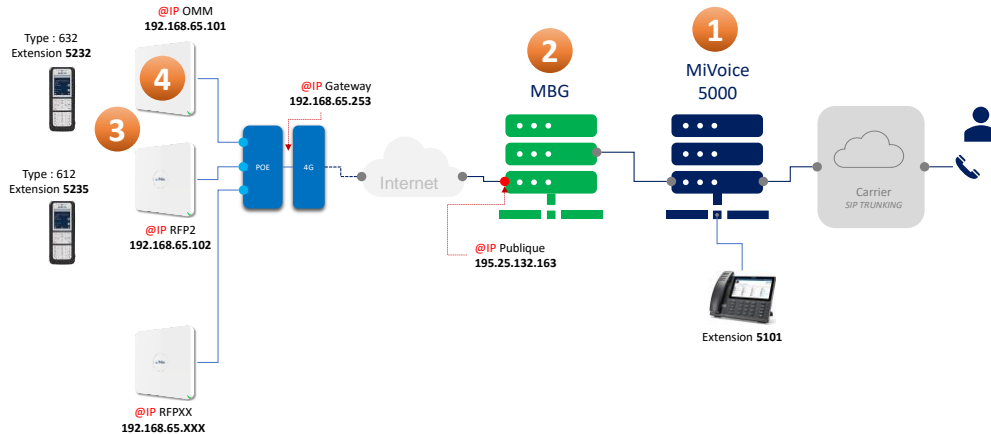 @IP OMM
192.168.65.101
Type : 632
Extension 5232
4
3
Type : 612
Extension 5235
@IP RFP2
192.168.65.102
@IP RFPXX
192.168.65.XXX
@IP Gateway
192.168.65.253
POE
4G
Internet
2
MBG
@IP Publique
195.25.132.163
1
MiVoice
5000
Extension 5101
Carrier
SIP TRUNKING